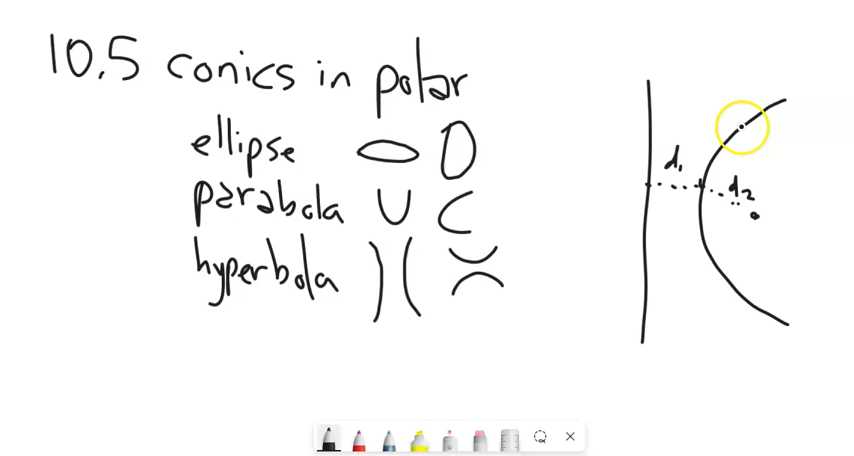 10.5 conics in polar
ellipse
parabola
hyperbola
d₁
d₂